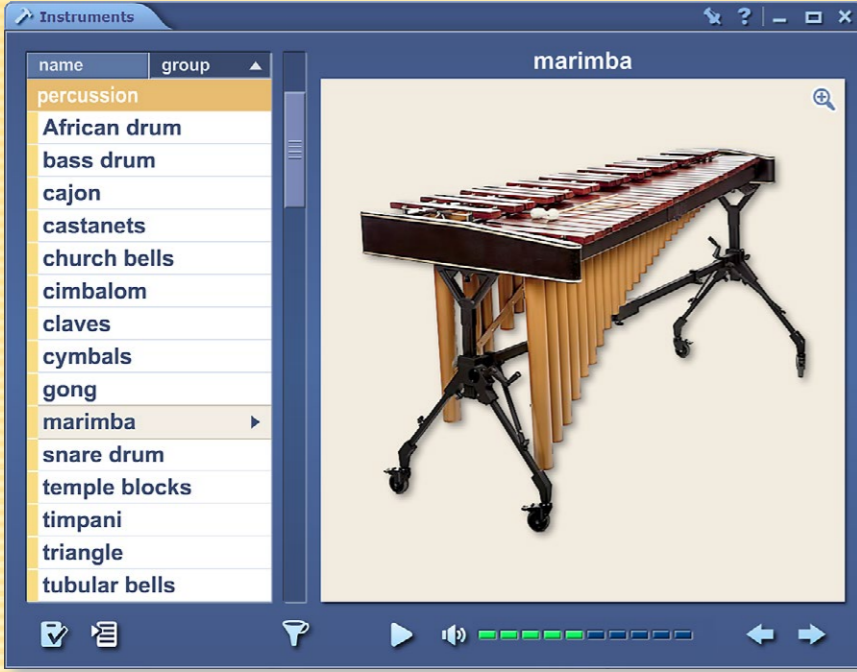 Instruments
?
name group
marimba
percussion
African drum
bass drum
cajon
castanets
church bells
cimbalom
claves
cymbals
gong
marimba
snare drum
temple blocks
timpani
triangle
tubular bells